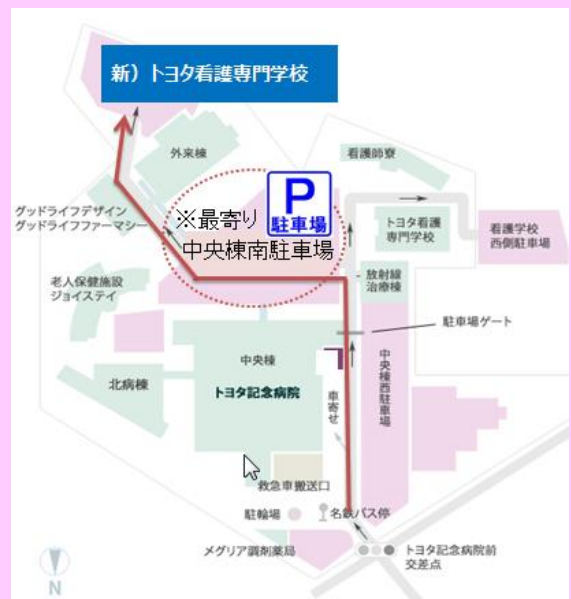 新）トヨタ看護専門学校
外来棟
看護師寮
P
駐車場
グッドライフデザイン
グッドライフファーマシー
※最寄り
中央棟南駐車場
トヨタ看護
専門学校
看護学校
西側駐車場
老人保健施設
ジョイステイ
放射線
治療棟
駐車場ゲート
中央棟
北病棟
トヨタ記念病院
車寄せ
中央棟西駐車場
救急車搬送口
駐輪場
名鉄バス停
メグリア調剤薬局
トヨタ記念病院前
交差点
N